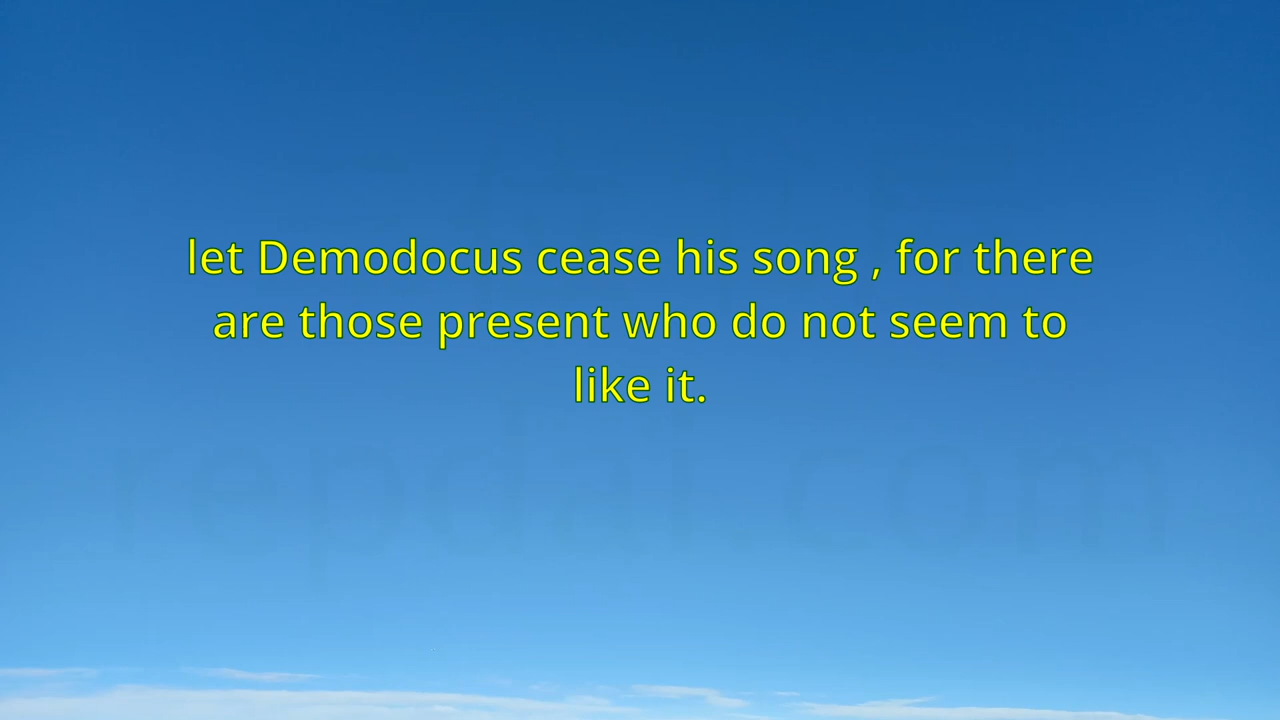 let Demodocus cease his song , for there
are those present who do not seem to
like it.